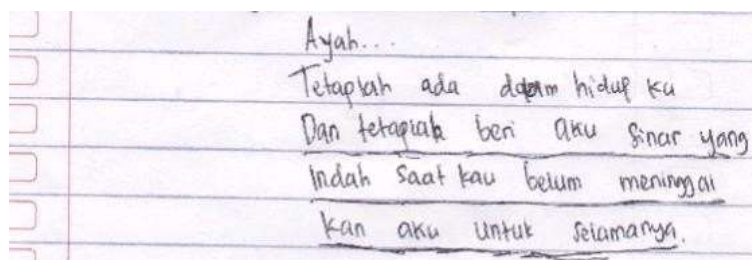 Ayah...
Tetaplah ada dalam hidup ku
Dan tetaplah beri aku sinar yang
indah saat kau belum meninggal
kan aku untuk selamanya.